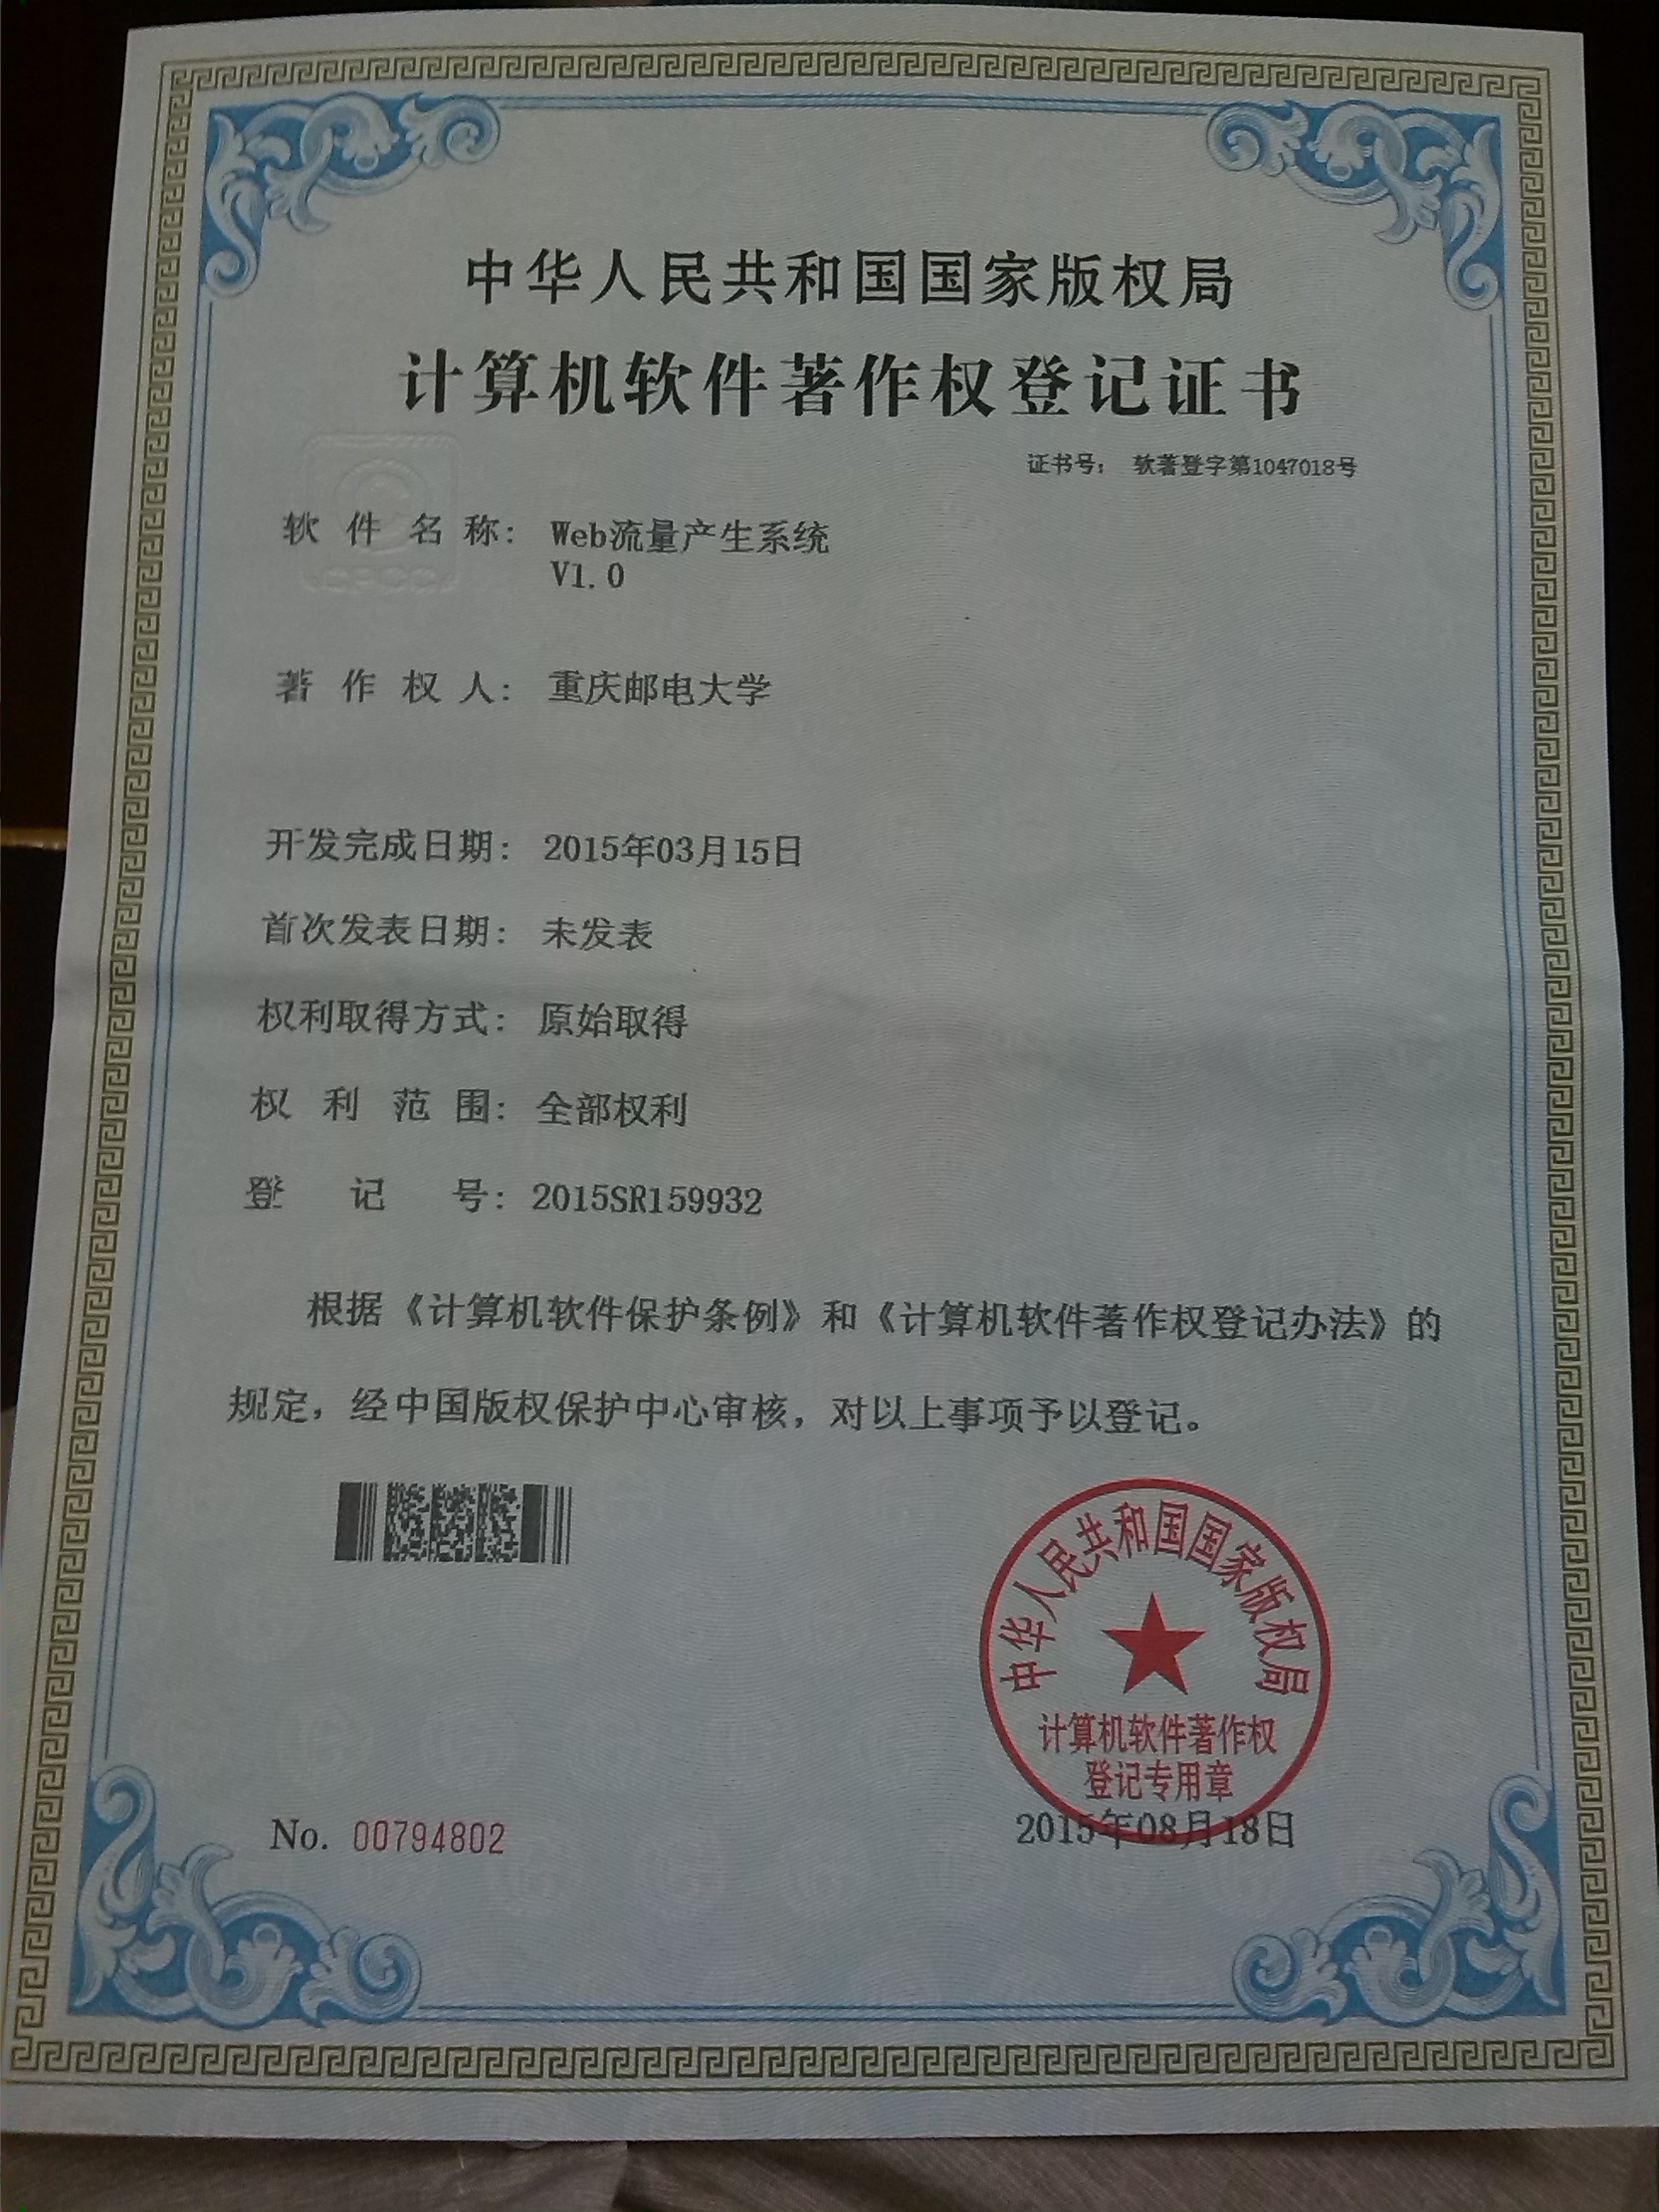 中华人民共和国国家版权局
计算机软件著作权登记证书
证书号： 软著登字第1047018号
软件名称： Web流量产生系统
V1.0
CPCC
著作权人： 重庆邮电大学
开发完成日期： 2015年03月15日
首次发表日期： 未发表
权利取得方式： 原始取得
权利范围： 全部权利
登记号： 2015SR159932
根据《计算机软件保护条例》和《计算机软件著作权登记办法》的
规定，经中国版权保护中心审核，对以上事项予以登记。
中华人民共和国国家版权局
计算机软件著作权
登记专用章
2015年08月18日
No. 00794802